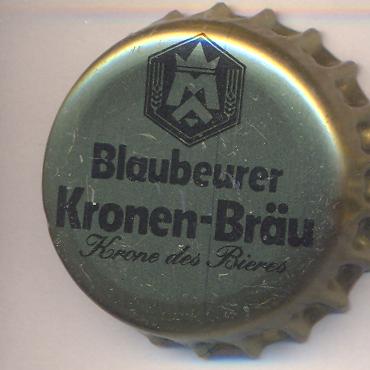 Blaubeurer
Kronen-Bräu
Krone des Bieres